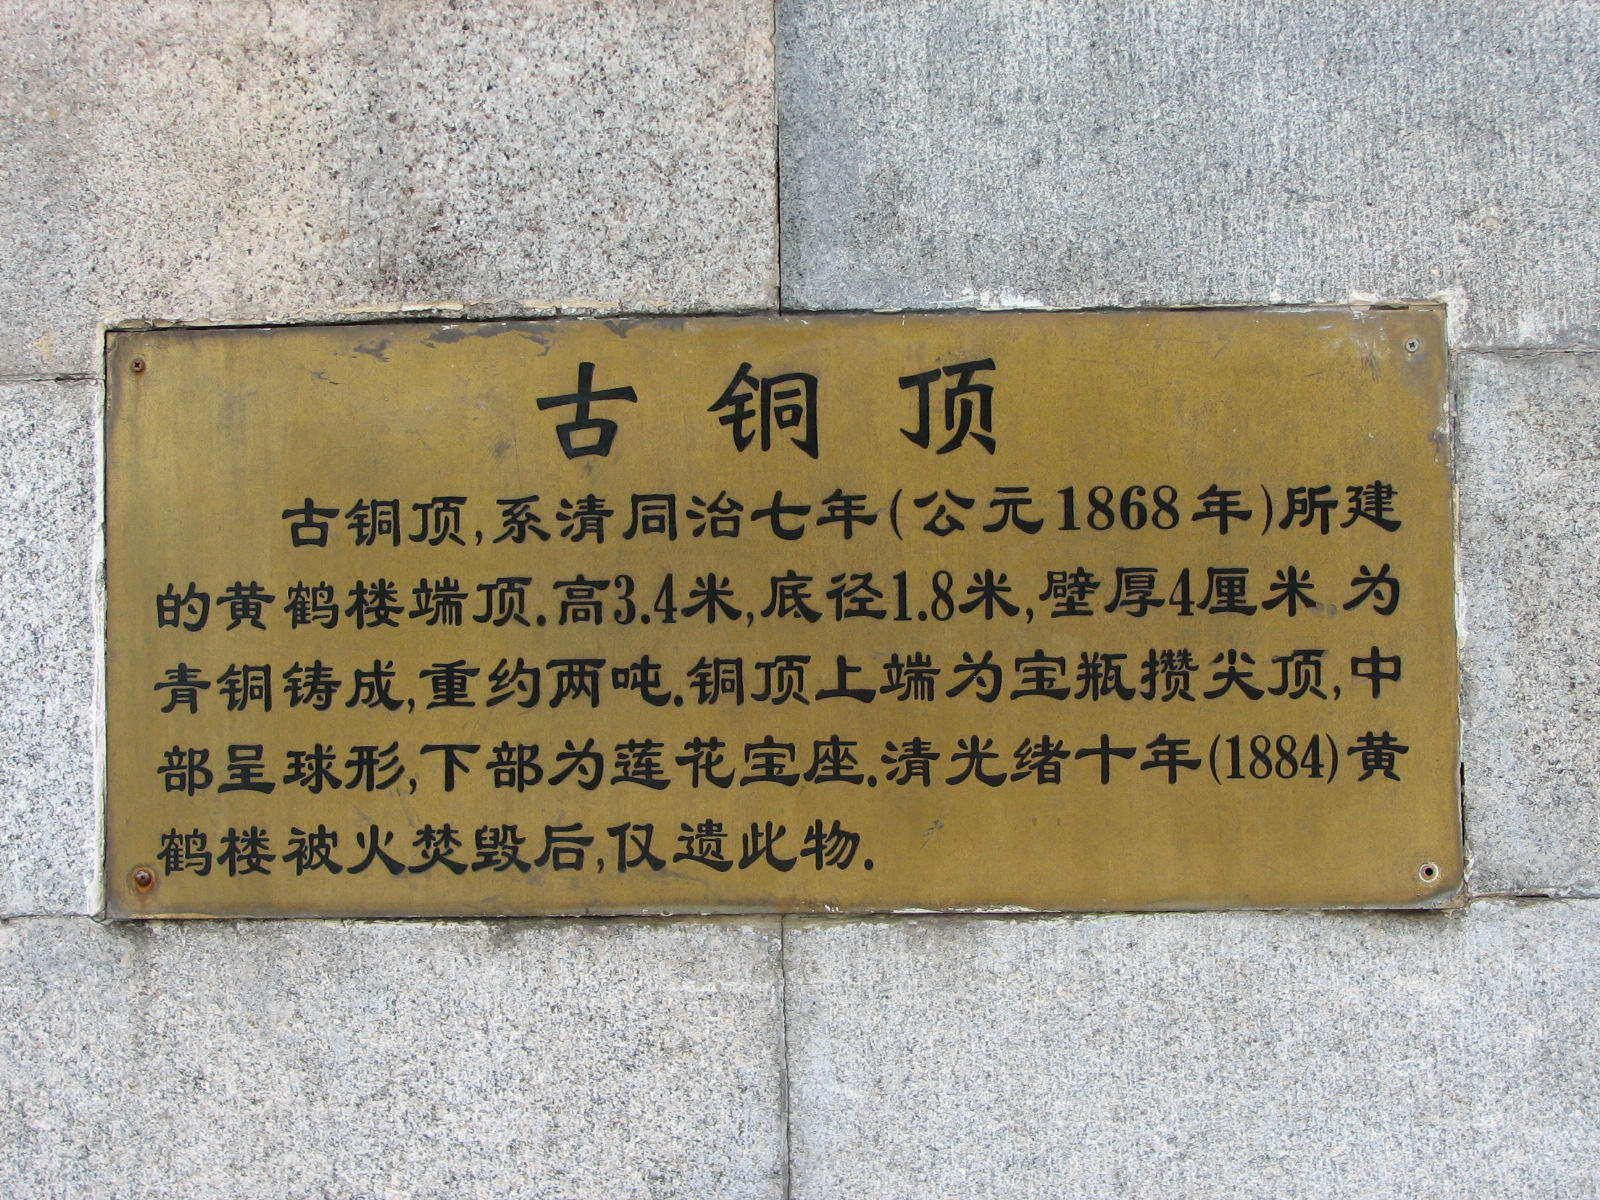 古铜顶
古铜顶,系清同治七年(公元1868年)所建
的黄鹤楼端顶.高3.4米,底径1.8米,壁厚4厘米 为
青铜铸成,重约两吨.铜顶上端为宝瓶攒尖顶,中
部呈球形,下部为莲花宝座.清光绪十年(1884)黄
鹤楼被火焚毁后,仅遗此物.